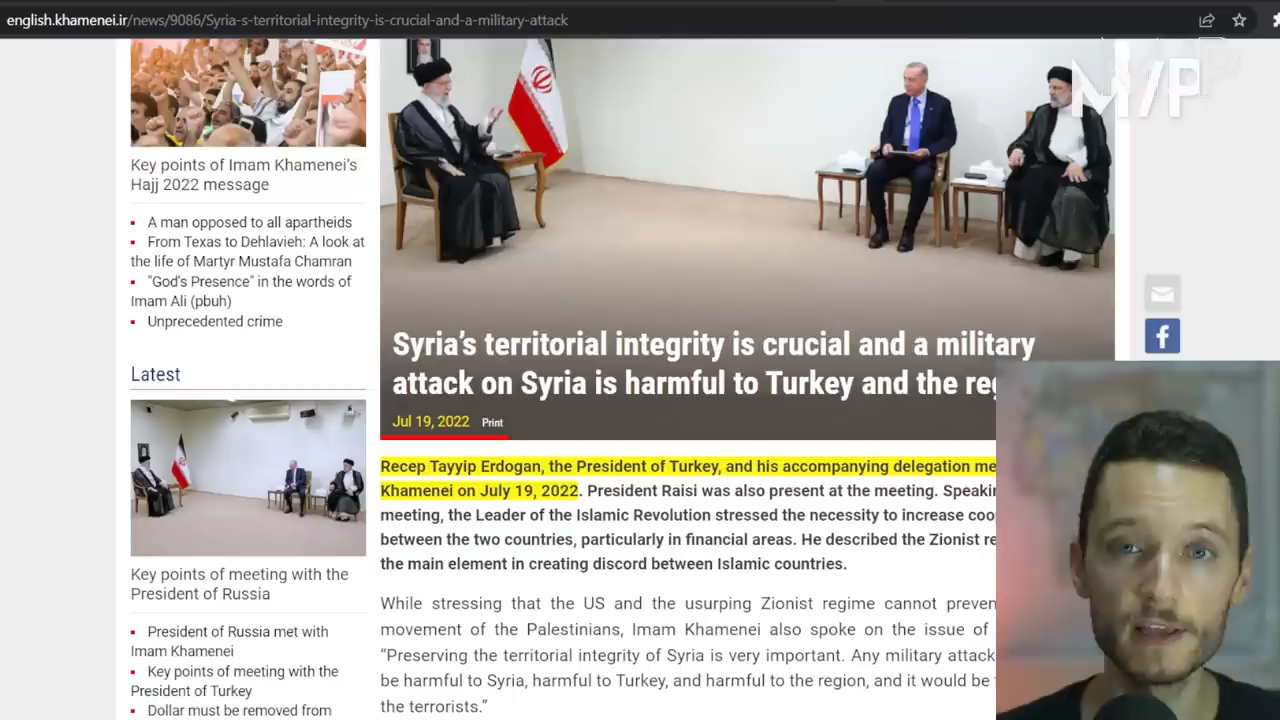 english.khamenei.ir/news/9086/Syria-s-territorial-integrity-is-crucial-and-a-military-attack
MVP
Key points of Imam Khamenei's
Hajj 2022 message
A man opposed to all apartheids
From Texas to Dehlavieh: A look at
the life of Martyr Mustafa Chamran
"God's Presence" in the words of
Imam Ali (pbuh)
Unprecedented crime
Latest
Key points of meeting with the
President of Russia
President of Russia met with
Imam Khamenei
Key points of meeting with the
President of Turkey
Dollar must be removed from
Syria's territorial integrity is crucial and a military
attack on Syria is harmful to Turkey and the reg
Jul 19, 2022 Print
Recep Tayyip Erdogan, the President of Turkey, and his accompanying delegation me
Khamenei on July 19, 2022. President Raisi was also present at the meeting. Speakin
meeting, the Leader of the Islamic Revolution stressed the necessity to increase coo
between the two countries, particularly in financial areas. He described the Zionist re
the main element in creating discord between Islamic countries.
While stressing that the US and the usurping Zionist regime cannot preven
movement of the Palestinians, Imam Khamenei also spoke on the issue of
“Preserving the territorial integrity of Syria is very important. Any military attack
be harmful to Syria, harmful to Turkey, and harmful to the region, and it would be
the terrorists.”